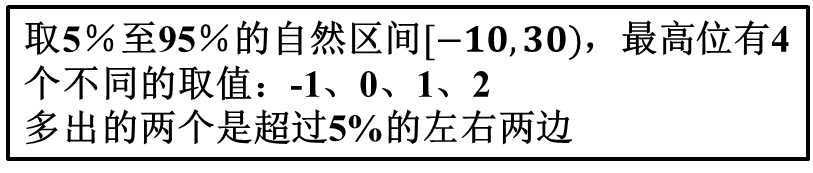 取5%至95%的自然区间[−10,30)，最高位有4
个不同的取值：-1、0、1、2
多出的两个是超过5%的左右两边